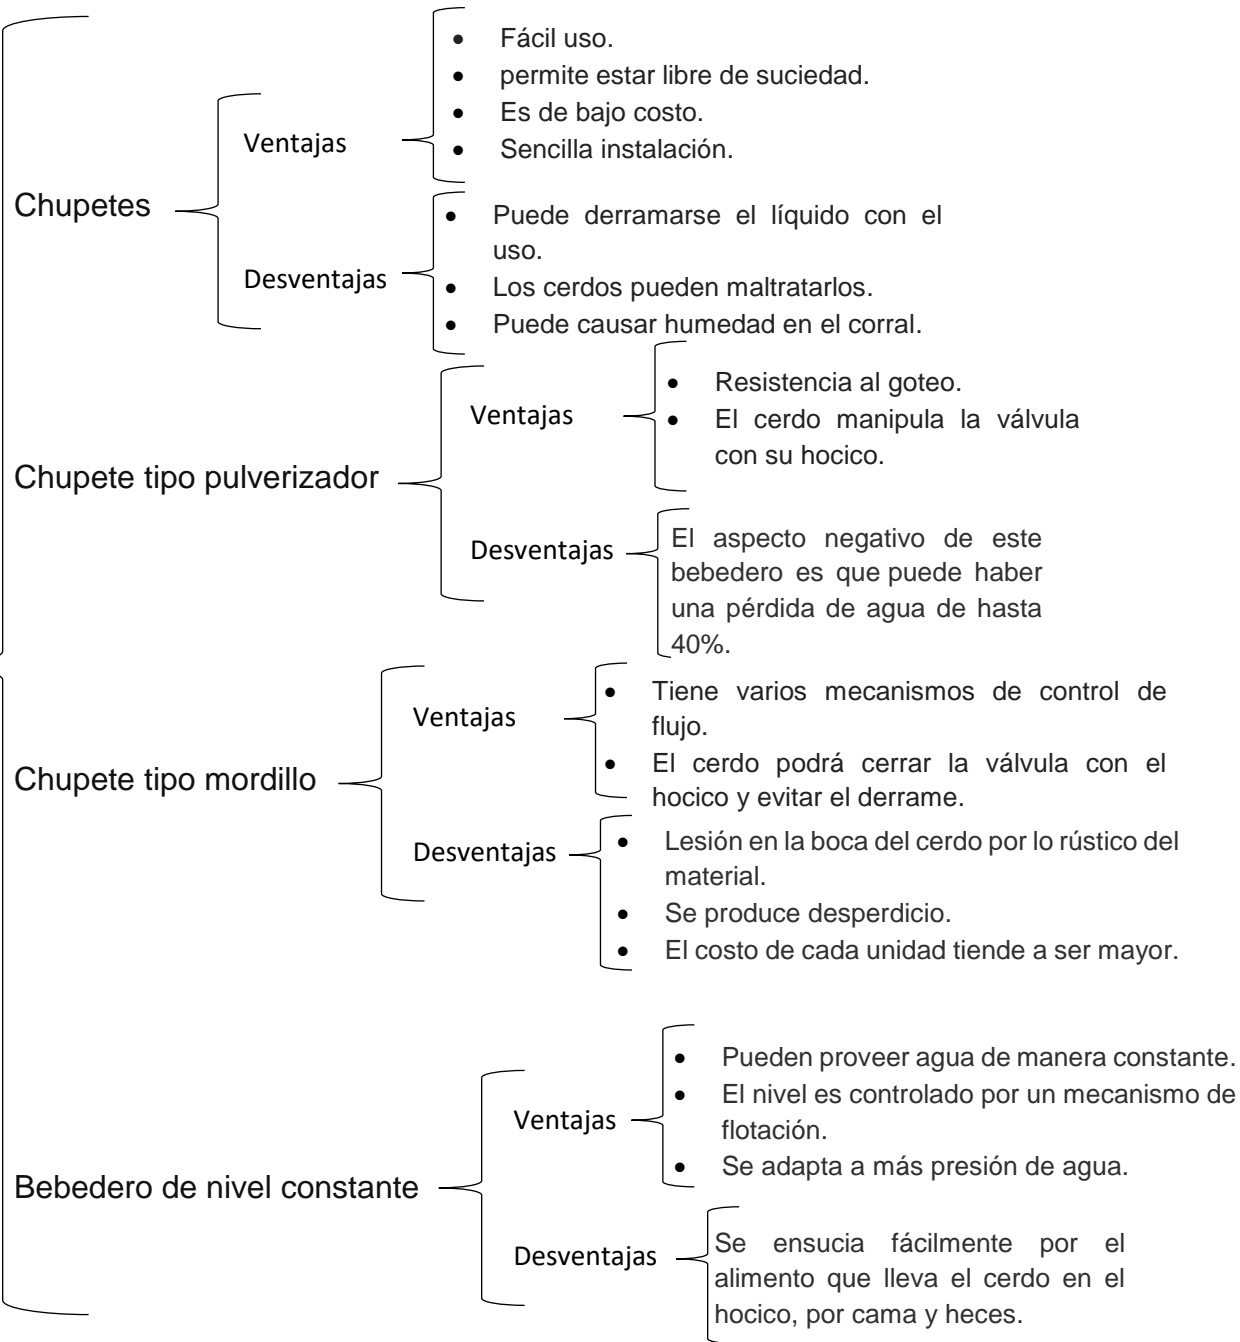 Chupetes
Ventajas
• Fácil uso.
• permite estar libre de suciedad.
• Es de bajo costo.
• Sencilla instalación.
Desventajas
• Puede derramarse el líquido con el
uso.
• Los cerdos pueden maltratarlos.
• Puede causar humedad en el corral.
Chupete tipo pulverizador
Ventajas
• Resistencia al goteo.
• El cerdo manipula la válvula
con su hocico.
Desventajas
El aspecto negativo de este
bebedero es que puede haber
una pérdida de agua de hasta
40%.
Chupete tipo mordillo
Ventajas
• Tiene varios mecanismos de control de
flujo.
• El cerdo podrá cerrar la válvula con el
hocico y evitar el derrame.
Desventajas
• Lesión en la boca del cerdo por lo rústico del
material.
• Se produce desperdicio.
• El costo de cada unidad tiende a ser mayor.
Bebedero de nivel constante
Ventajas
• Pueden proveer agua de manera constante.
• El nivel es controlado por un mecanismo de
flotación.
• Se adapta a más presión de agua.
Desventajas
Se ensucia fácilmente por el
alimento que lleva el cerdo en el
hocico, por cama y heces.